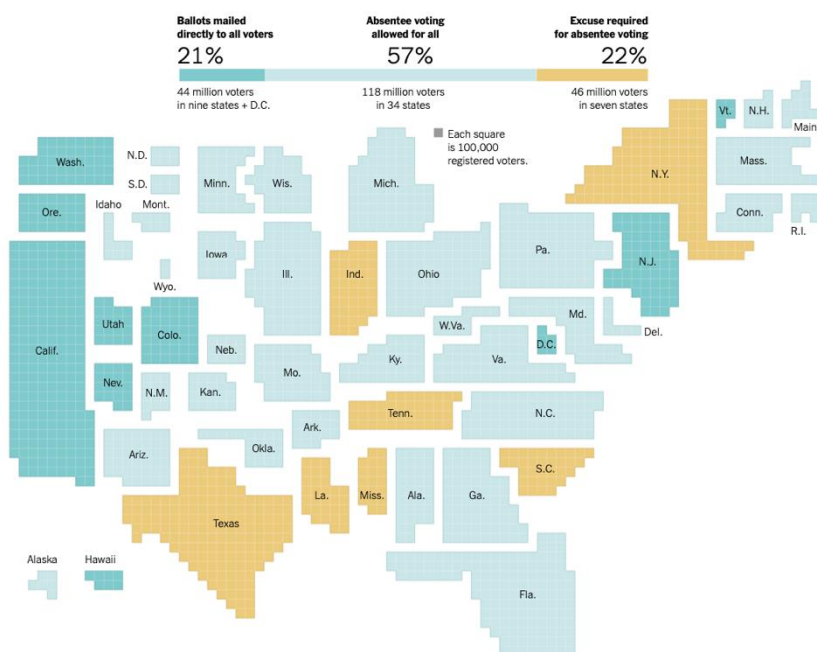 Ballots mailed
directly to all voters
21%
44 million voters
in nine states + D.C.
Absentee voting
allowed for all
57%
118 million voters
in 34 states
Excuse required
for absentee voting
22%
46 million voters
in seven states
Each square
is 100,000
registered voters.
Vt.
N.H.
Main
Wash.
N.D.
Minn.
Wis.
Mich.
N.Y.
Mass.
S.D.
Ore.
Idaho
Mont.
Conn.
R.I.
Iowa
Ill.
Ind.
Ohio
Pa.
N.J.
Wyo.
Utah
Colo.
W.Va.
Md.
Del.
Calif.
Neb.
Mo.
Ky.
Va.
D.C.
Nev.
N.M.
Kan.
Tenn.
N.C.
Ariz.
Okla.
Ark.
S.C.
Texas
La.
Miss.
Ala.
Ga.
Alaska
Hawaii
Fla.